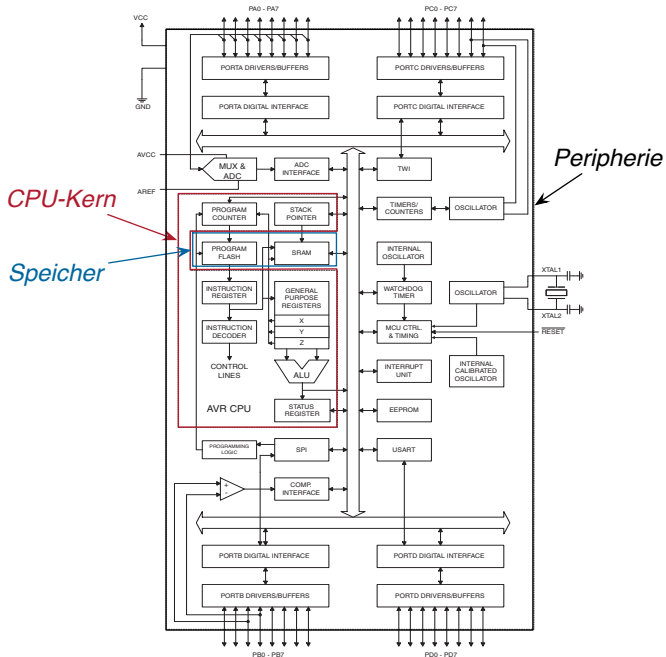 PA0 - PA7
PC0 - PC7
VCC
PORTA DRIVERS/BUFFERS
PORTC DRIVERS/BUFFERS
GND
PORTA DIGITAL INTERFACE
PORTC DIGITAL INTERFACE
Peripherie
AVCC
MUX &
ADC
ADC
INTERFACE
TWI
AREF
CPU-Kern
PROGRAM
COUNTER
STACK
POINTER
TIMERS/
COUNTERS
OSCILLATOR
Speicher
PROGRAM
FLASH
SRAM
INTERNAL
OSCILLATOR
XTAL1
INSTRUCTION
REGISTER
GENERAL
PURPOSE
REGISTERS
WATCHDOG
TIMER
OSCILLATOR
XTAL2
X
INSTRUCTION
DECODER
Y
MCU CTRL.
& TIMING
RESET
Z
CONTROL
LINES
ALU
INTERRUPT
UNIT
INTERNAL
CALIBRATED
OSCILLATOR
AVR CPU
STATUS
REGISTER
EEPROM
PROGRAMMING
LOGIC
SPI
USART
+
-
COMP.
INTERFACE
PORTB DIGITAL INTERFACE
PORTD DIGITAL INTERFACE
PORTB DRIVERS/BUFFERS
PORTD DRIVERS/BUFFERS
PB0 - PB7
PD0 - PD7